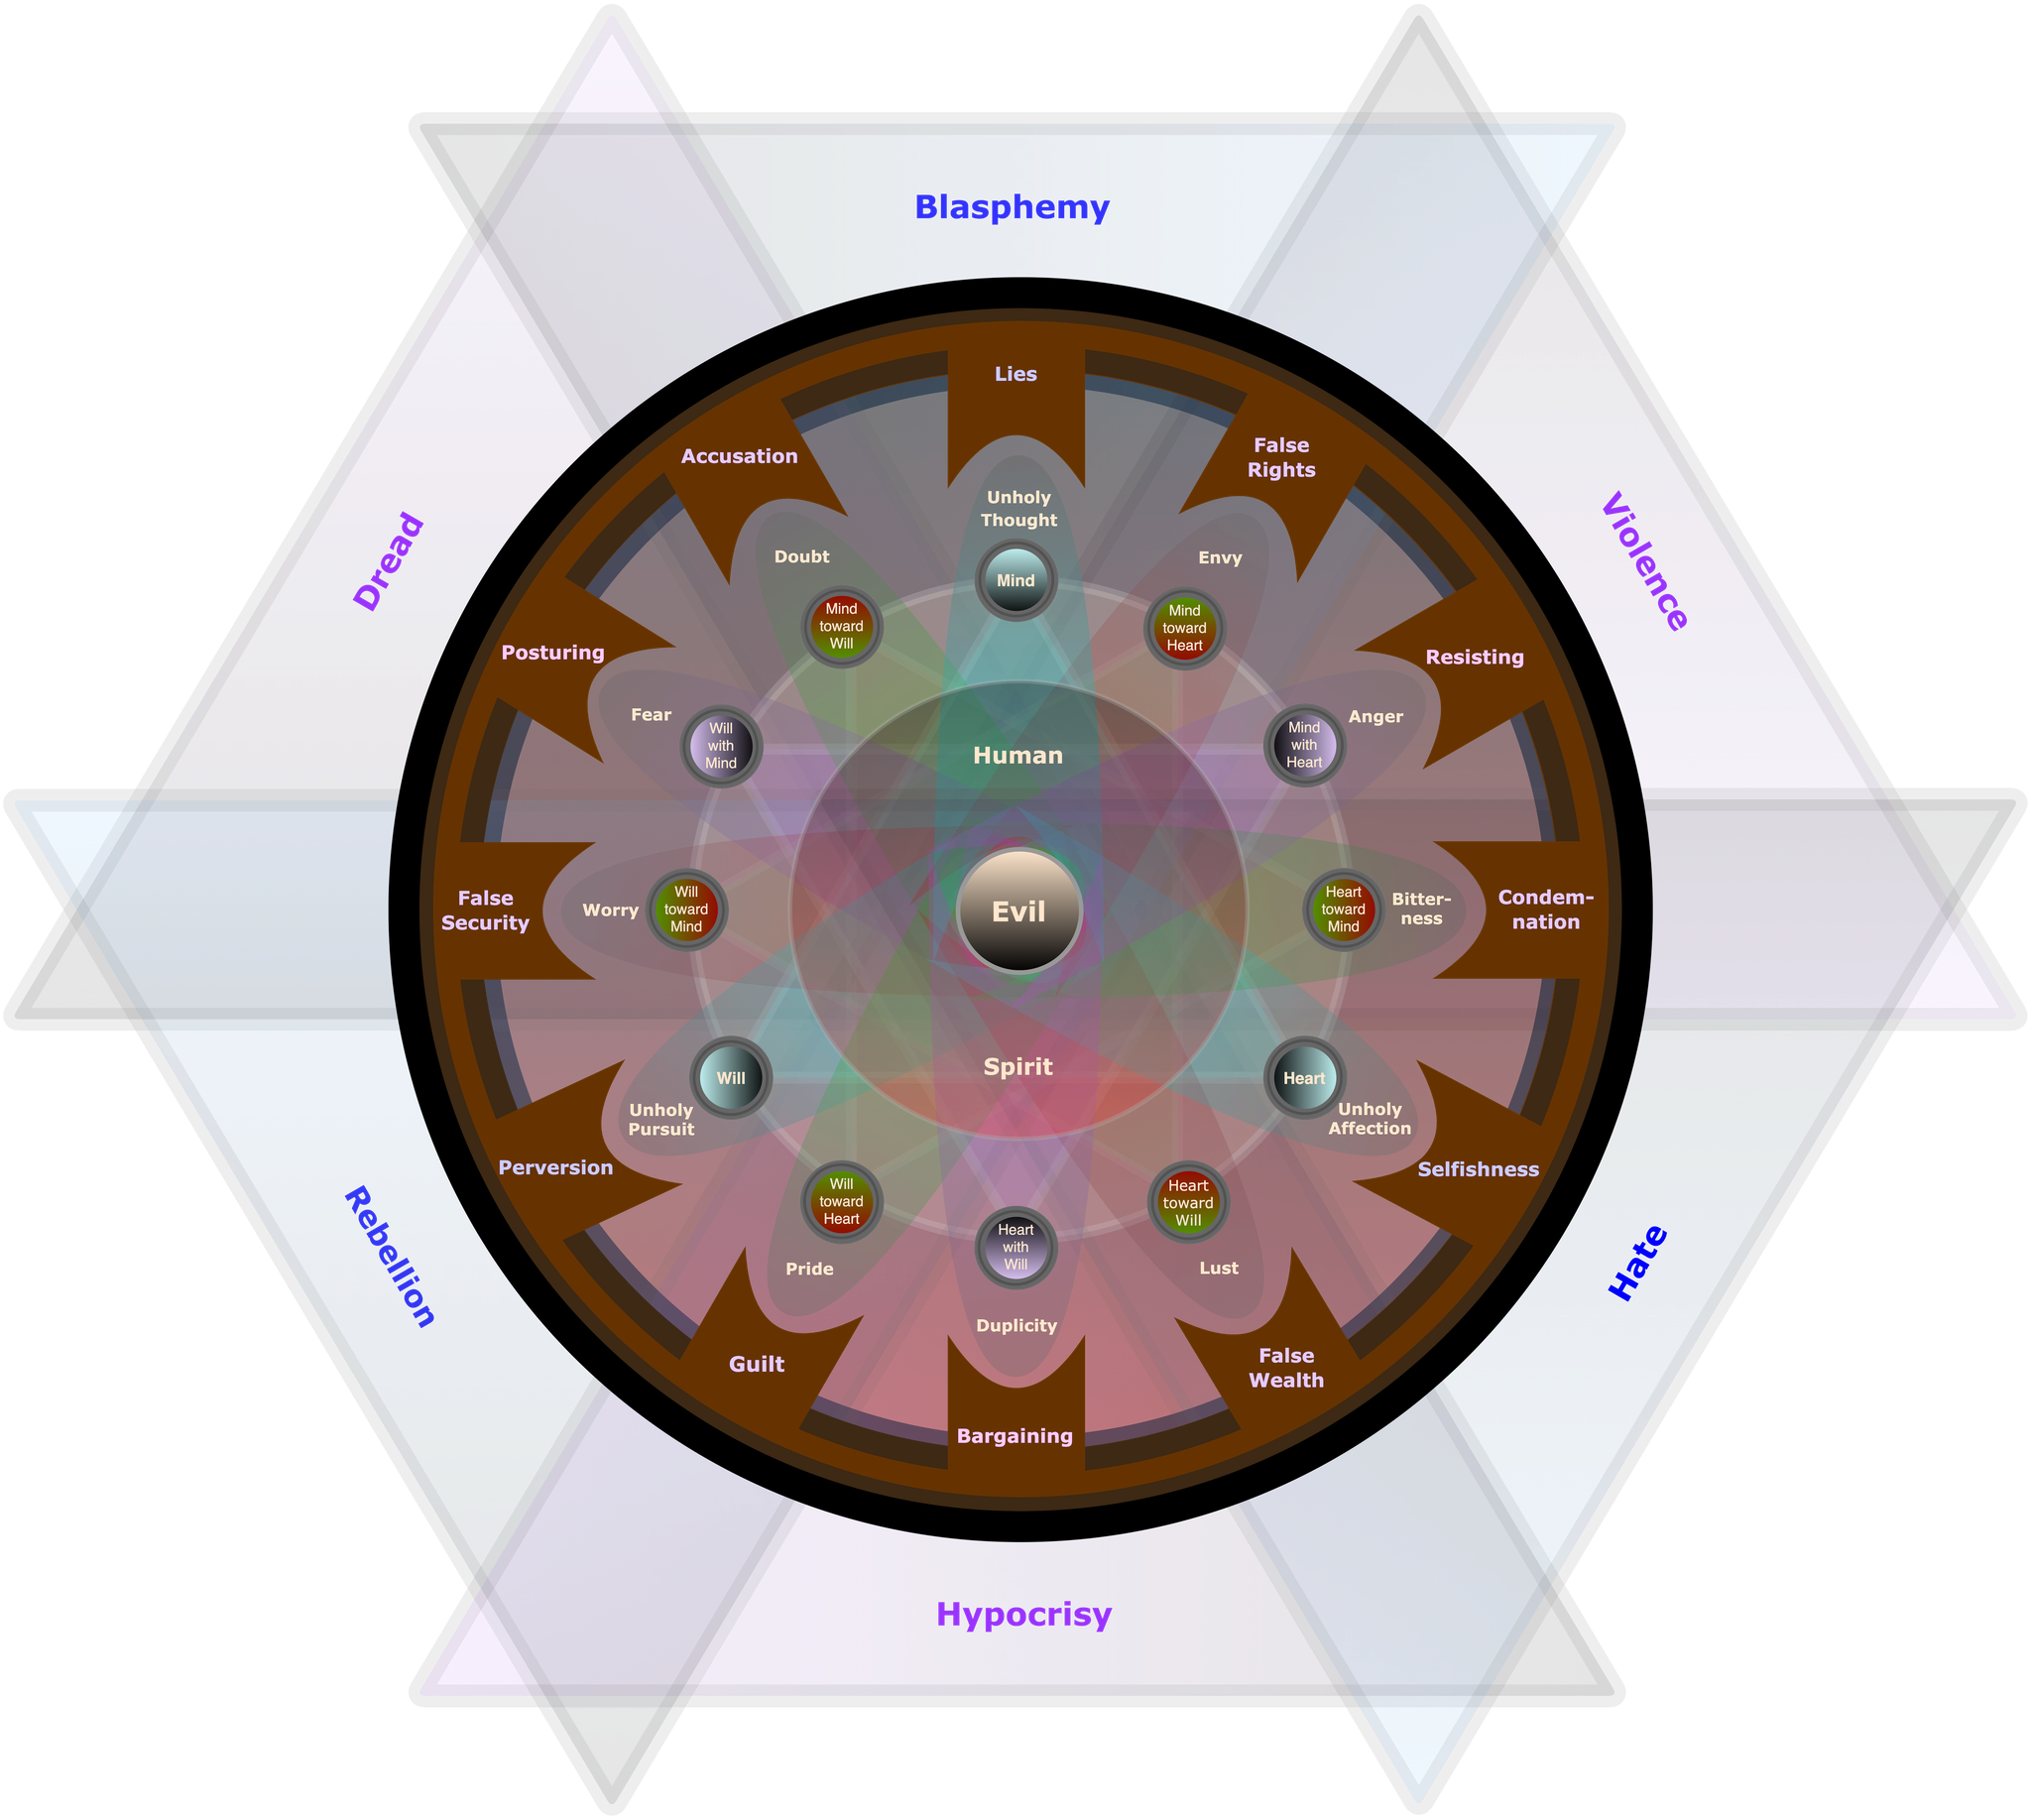 Blasphemy
Dread
Violence
Lies
Accusation
False
Rights
Unholy
Thought
Doubt
Envy
Mind
Mind
toward
Will
Mind
toward
Heart
Posturing
Resisting
Fear
Anger
Will
with
Mind
Mind
with
Heart
Human
False
Security
Worry
Will
toward
Mind
Evil
Heart
toward
Mind
Bitter-
ness
Condem-
nation
Spirit
Will
Heart
Unholy
Pursuit
Unholy
Affection
Perversion
Selfishness
Rebellion
Hate
Will
toward
Heart
Heart
toward
Will
Heart
with
Will
Pride
Lust
Duplicity
Guilt
False
Wealth
Bargaining
Hypocrisy